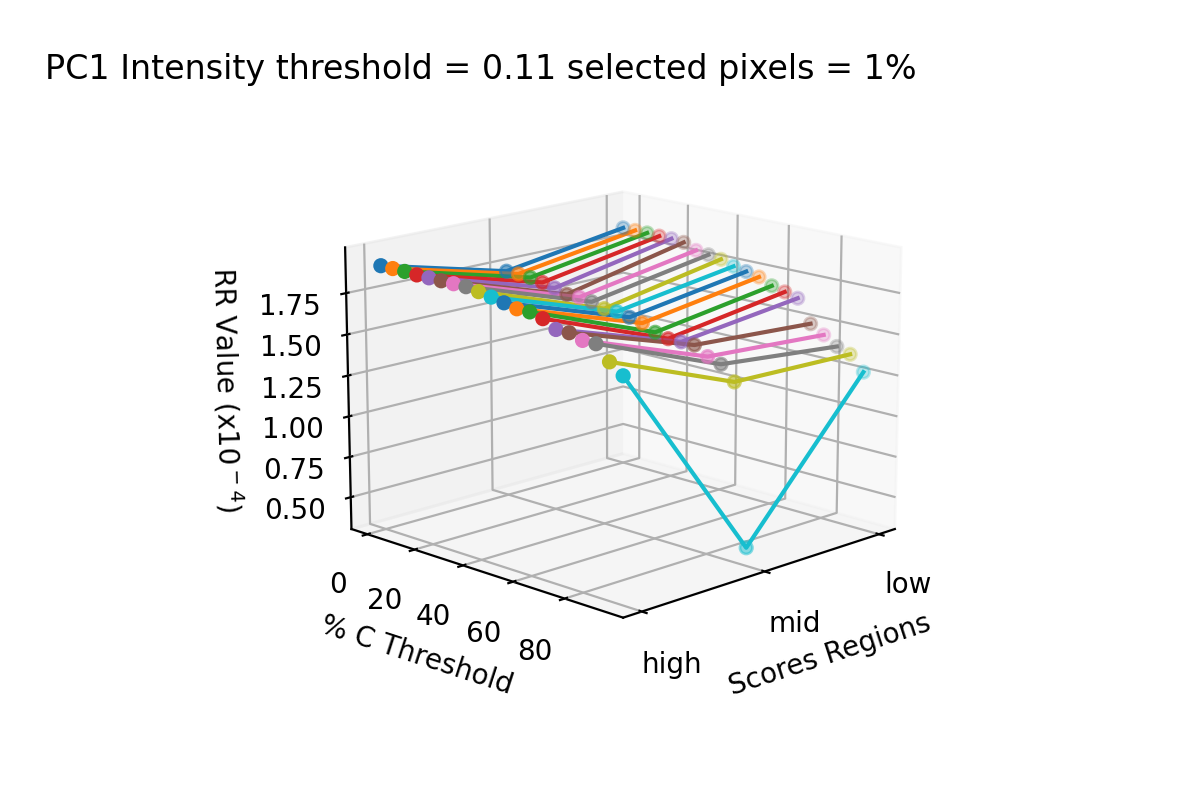 PC1 Intensity threshold = 0.11 selected pixels = 1%
RR Value (x10⁻⁴)
1.75
1.50
1.25
1.00
0.75
0.50
0
20
40
60
80
% C Threshold
high
mid
low
Scores Regions